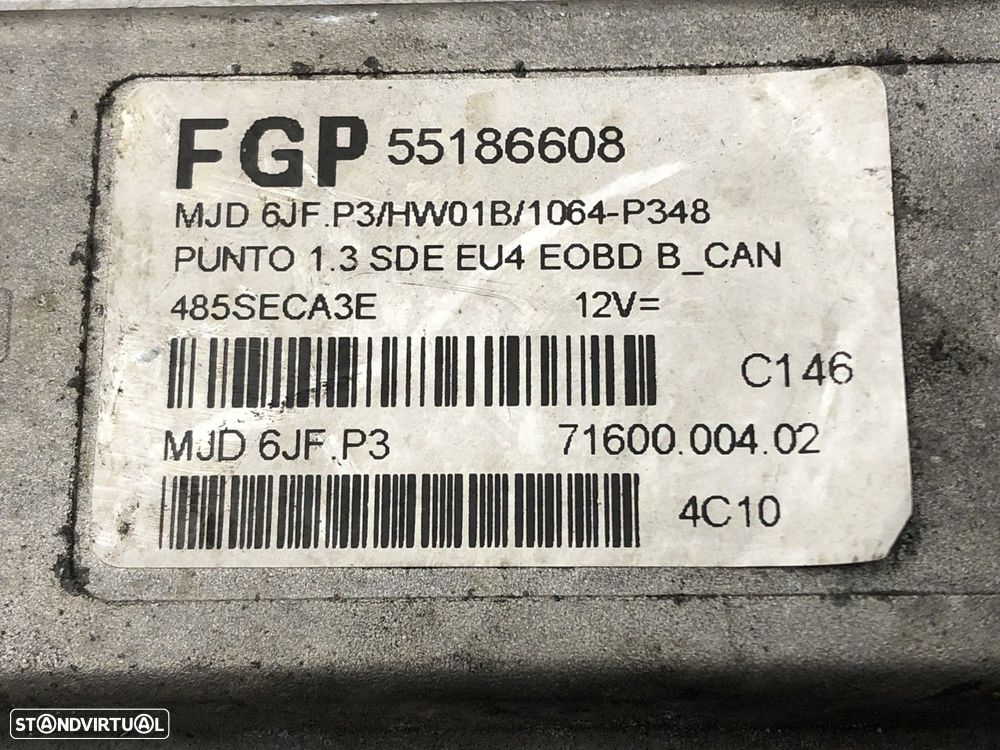 FGP 55186608
MJD 6JF.P3/HW01B/1064-P348
PUNTO 1.3 SDE EU4 EOBD B_CAN
485SECA3E 12V=
C146
MJD 6JF.P3 71600.004.02
4C10
STANDVIRTUAL